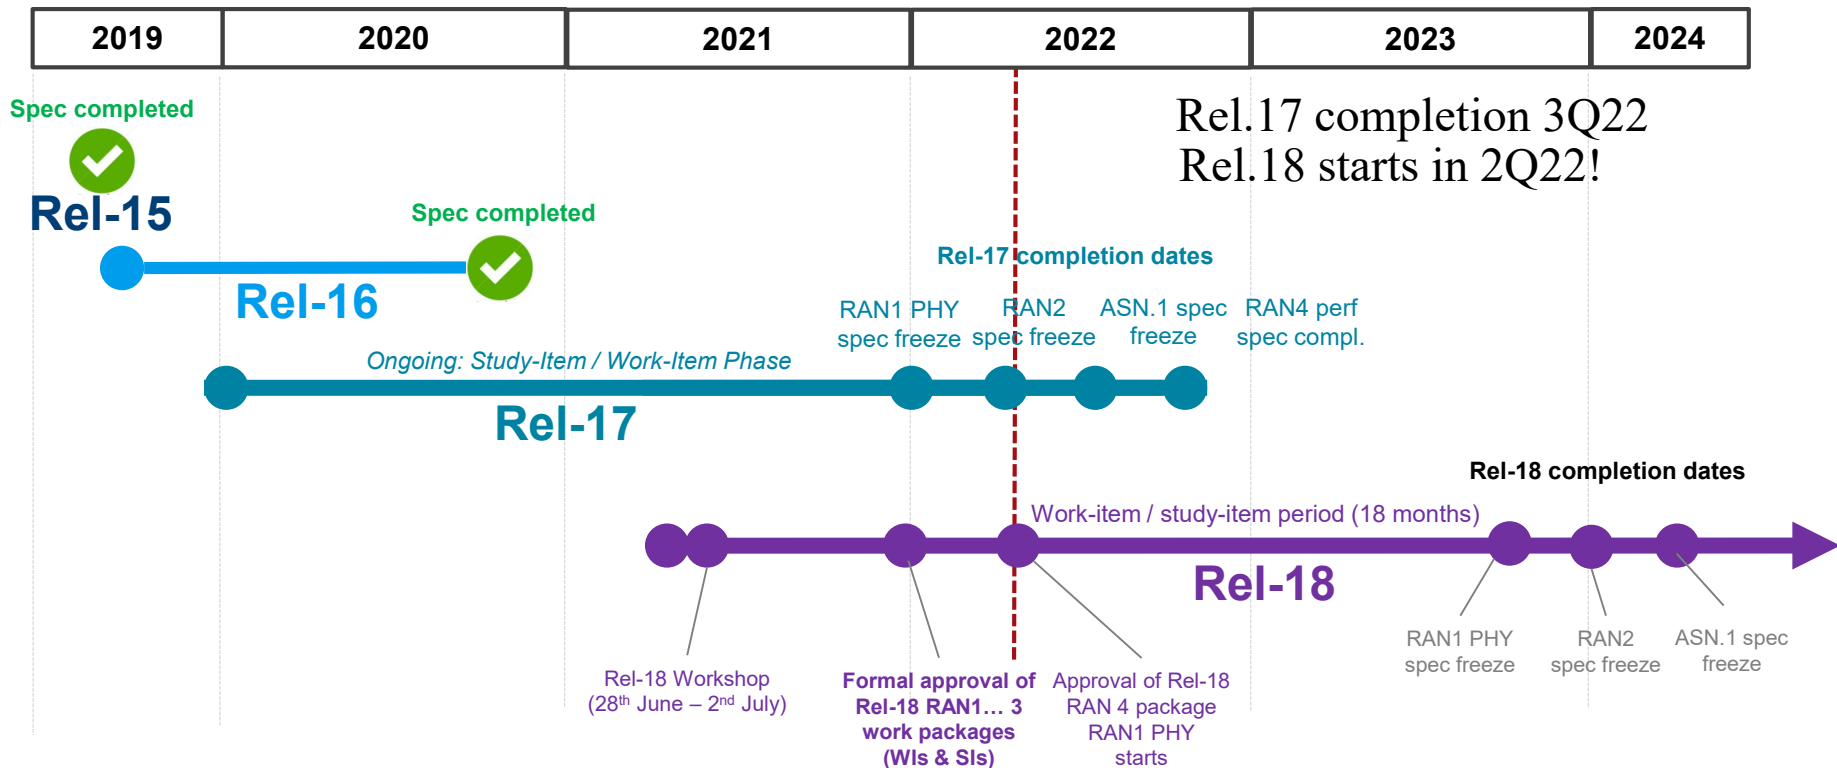 2019
2020
2021
2022
2023
2024
Spec completed
Rel.17 completion 3Q22
Rel.18 starts in 2Q22!
Rel-15
Spec completed
Rel-16
Rel-17 completion dates
RAN1 PHY
spec freeze
RAN2
spec freeze
ASN.1 spec
freeze
RAN4 perf
spec compl.
Ongoing: Study-Item / Work-Item Phase
Rel-17
Rel-18 completion dates
Work-item / study-item period (18 months)
Rel-18
RAN1 PHY
spec freeze
RAN2
spec freeze
ASN.1 spec
freeze
Rel-18 Workshop
(28th June – 2nd July)
Formal approval of
Rel-18 RAN1… 3
work packages
(WIs & SIs)
Approval of Rel-18
RAN 4 package
RAN1 PHY
starts